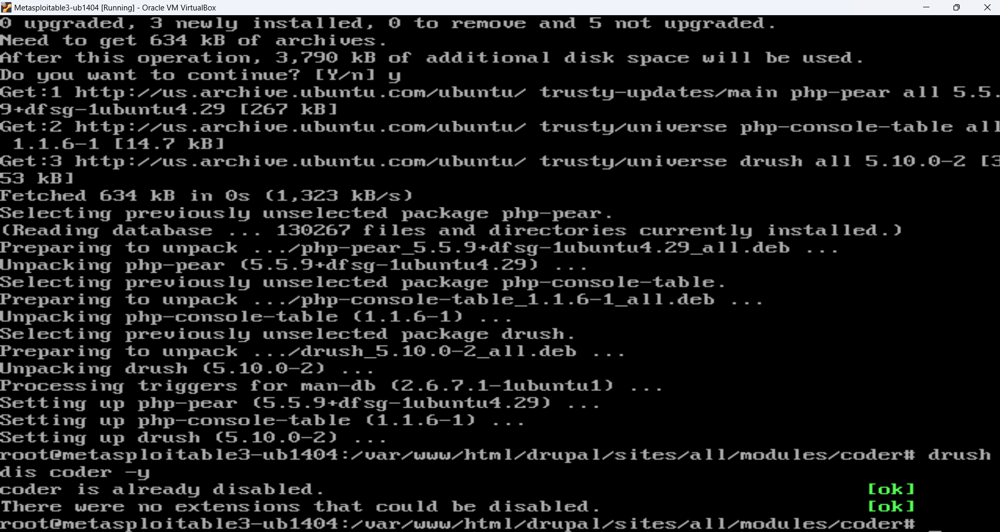 Metasploitable3-ub1404 [Running] - Oracle VM VirtualBox
0 upgraded, 3 newly installed, 0 to remove and 5 not upgraded.
Need to get 634 kB of archives.
After this operation, 3,790 kB of additional disk space will be used.
Do you want to continue? [Y/n] y
Get:1 http://us.archive.ubuntu.com/ubuntu/ trusty-updates/main php-pear all 5.5.
9+dfsg-1ubuntu4.29 [267 kB]
Get:2 http://us.archive.ubuntu.com/ubuntu/ trusty/universe php-console-table all
 1.1.6-1 [14.7 kB]
Get:3 http://us.archive.ubuntu.com/ubuntu/ trusty/universe drush all 5.10.0-2 [3
53 kB]
Fetched 634 kB in 0s (1,323 kB/s)
Selecting previously unselected package php-pear.
(Reading database ... 130267 files and directories currently installed.)
Preparing to unpack .../php-pear_5.5.9+dfsg-1ubuntu4.29_all.deb ...
Unpacking php-pear (5.5.9+dfsg-1ubuntu4.29) ...
Selecting previously unselected package php-console-table.
Preparing to unpack .../php-console-table_1.1.6-1_all.deb ...
Unpacking php-console-table (1.1.6-1) ...
Selecting previously unselected package drush.
Preparing to unpack .../drush_5.10.0-2_all.deb ...
Unpacking drush (5.10.0-2) ...
Processing triggers for man-db (2.6.7.1-1ubuntu1) ...
Setting up php-pear (5.5.9+dfsg-1ubuntu4.29) ...
Setting up php-console-table (1.1.6-1) ...
Setting up drush (5.10.0-2) ...
root@metasploitable3-ub1404:/var/www/html/drupal/sites/all/modules/coder# drush
dis coder -y
coder is already disabled. [ok]
There were no extensions that could be disabled. [ok]
root@metasploitable3-ub1404:/var/www/html/drupal/sites/all/modules/coder# _